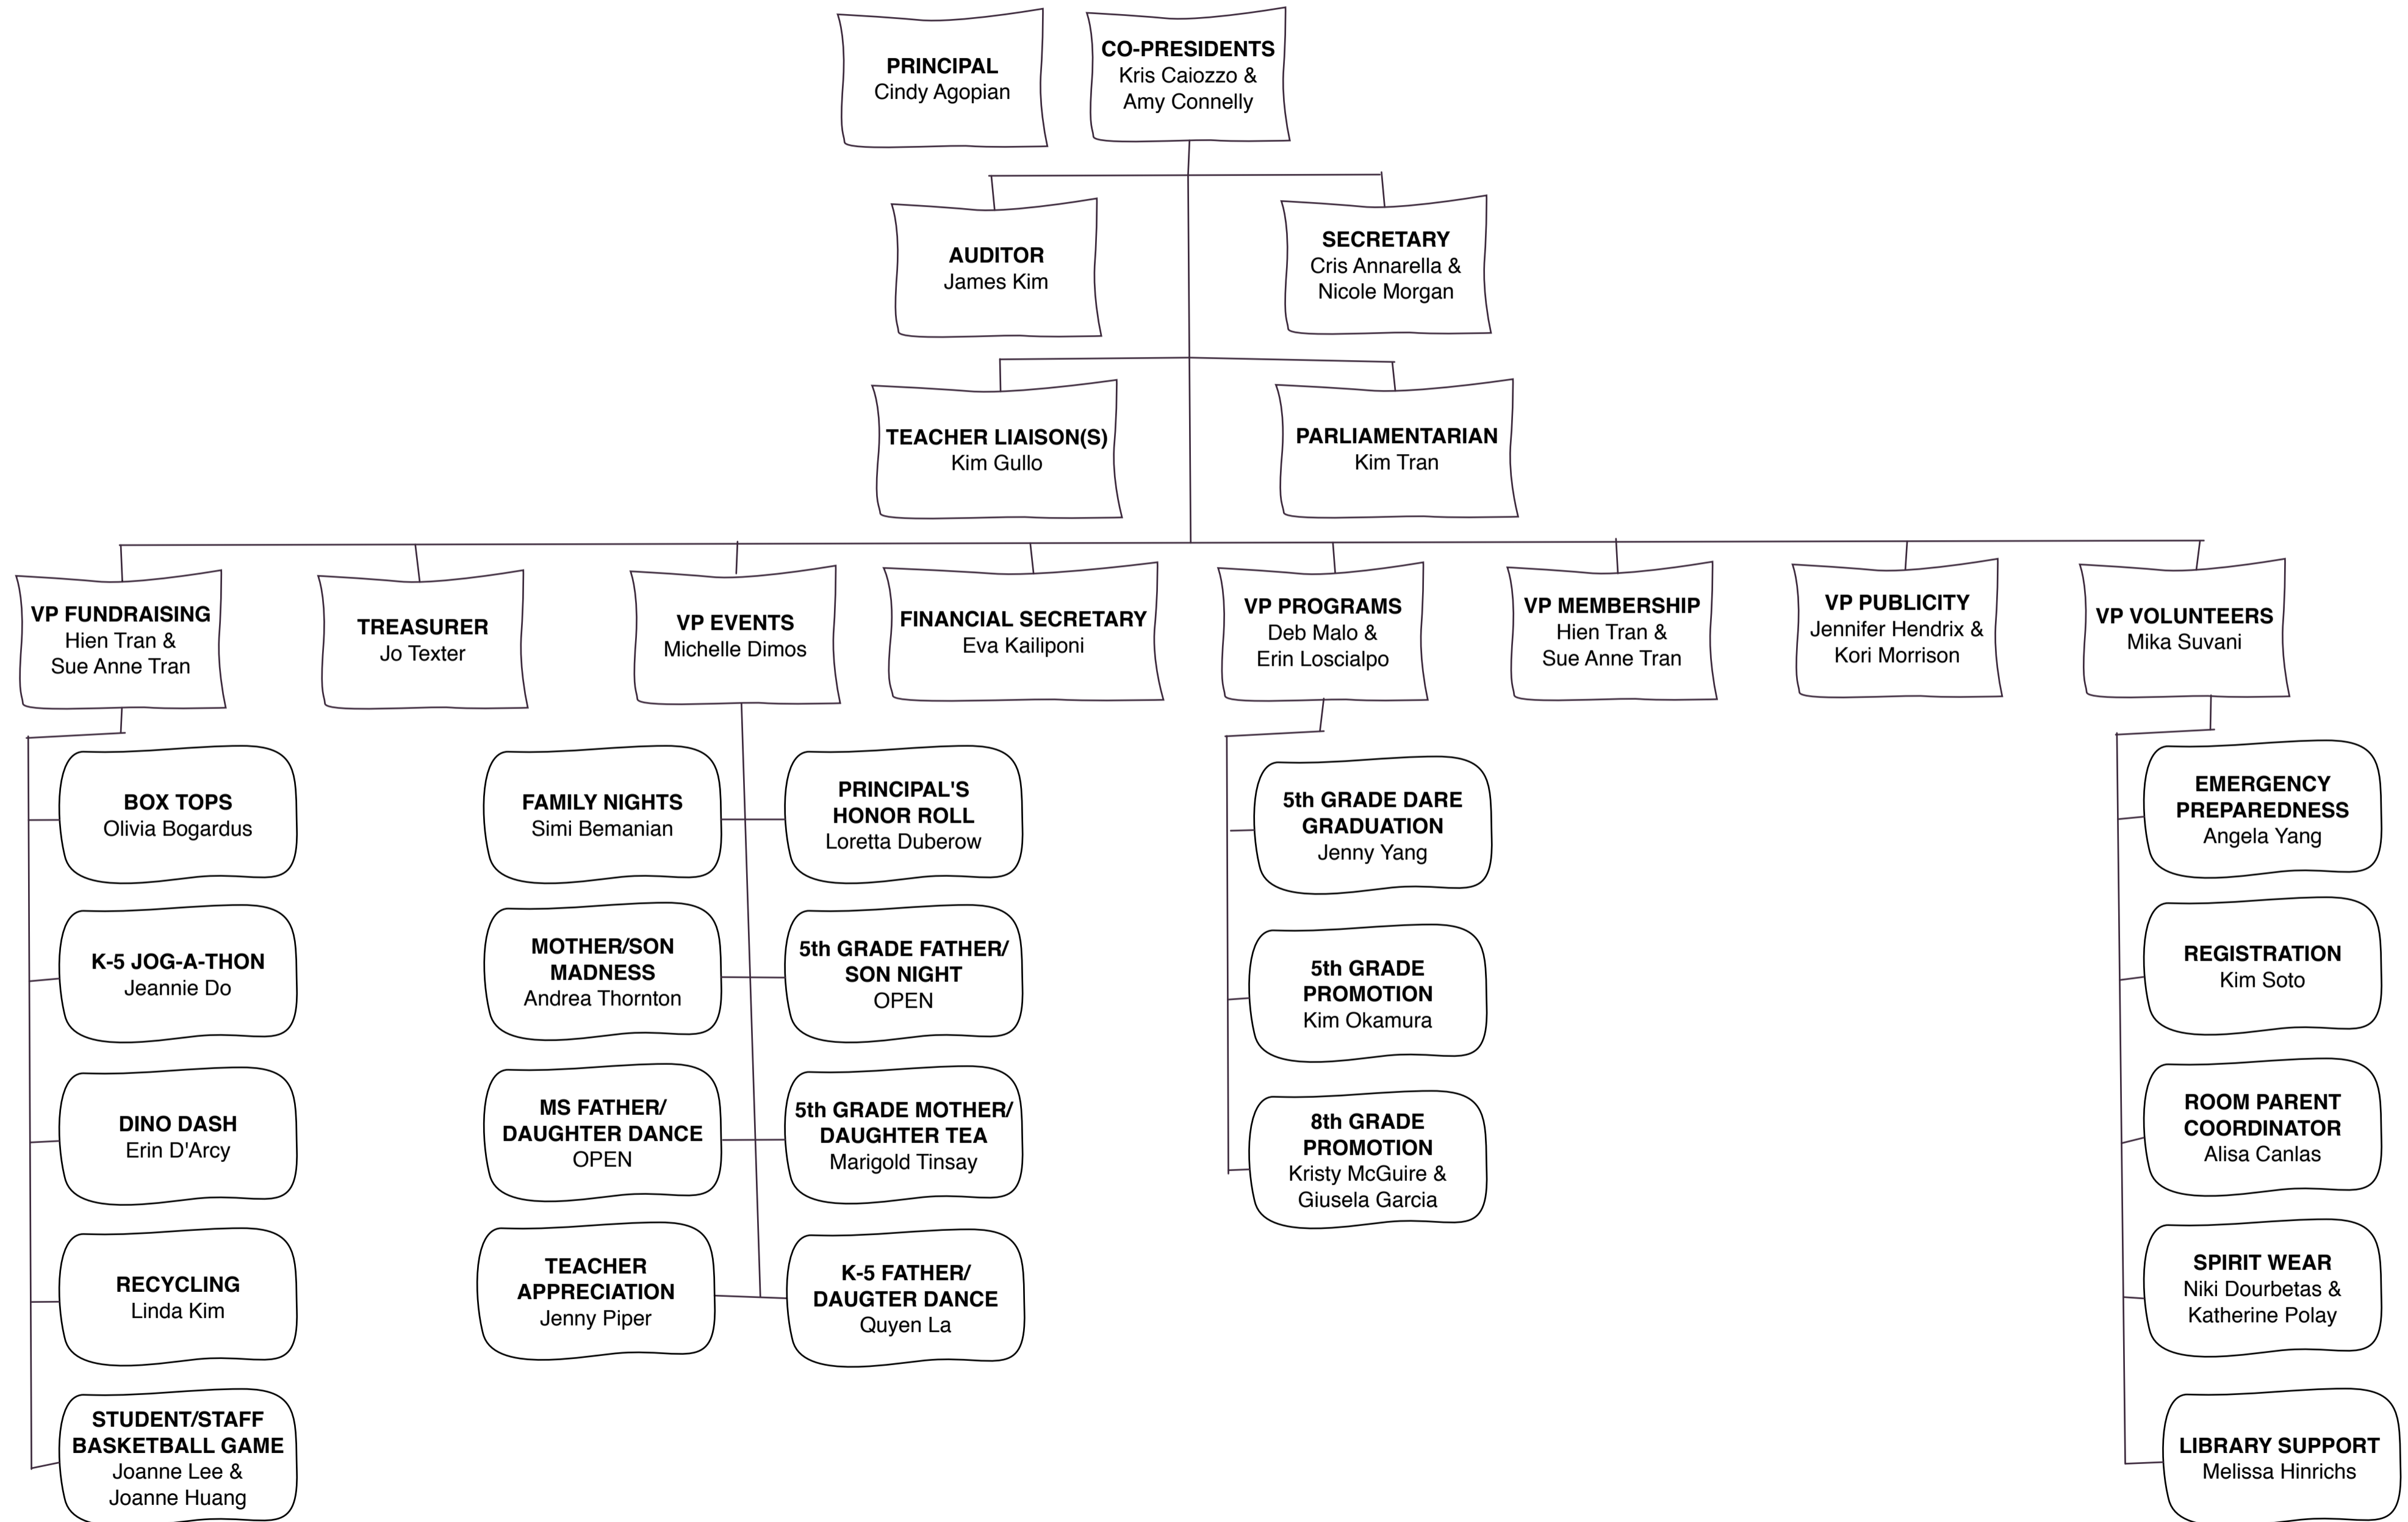 PRINCIPAL
Cindy Agopian
CO-PRESIDENTS
Kris Caiozzo &
Amy Connelly
AUDITOR
James Kim
SECRETARY
Cris Annarella &
Nicole Morgan
TEACHER LIAISON(S)
Kim Gullo
PARLIAMENTARIAN
Kim Tran
VP FUNDRAISING
Hien Tran &
Sue Anne Tran
TREASURER
Jo Texter
VP EVENTS
Michelle Dimos
FINANCIAL SECRETARY
Eva Kailiponi
VP PROGRAMS
Deb Malo &
Erin Loscialpo
VP MEMBERSHIP
Hien Tran &
Sue Anne Tran
VP PUBLICITY
Jennifer Hendrix &
Kori Morrison
VP VOLUNTEERS
Mika Suvani
BOX TOPS
Olivia Bogardus
K-5 JOG-A-THON
Jeannie Do
DINO DASH
Erin D'Arcy
RECYCLING
Linda Kim
STUDENT/STAFF
BASKETBALL GAME
Joanne Lee &
Joanne Huang
FAMILY NIGHTS
Simi Bemanian
MOTHER/SON
MADNESS
Andrea Thornton
MS FATHER/
DAUGHTER DANCE
OPEN
TEACHER
APPRECIATION
Jenny Piper
PRINCIPAL'S
HONOR ROLL
Loretta Duberow
5th GRADE FATHER/
SON NIGHT
OPEN
5th GRADE MOTHER/
DAUGHTER TEA
Marigold Tinsay
K-5 FATHER/
DAUGTER DANCE
Quyen La
5th GRADE DARE
GRADUATION
Jenny Yang
5th GRADE
PROMOTION
Kim Okamura
8th GRADE
PROMOTION
Kristy McGuire &
Giusela Garcia
EMERGENCY
PREPAREDNESS
Angela Yang
REGISTRATION
Kim Soto
ROOM PARENT
COORDINATOR
Alisa Canlas
SPIRIT WEAR
Niki Dourbetas &
Katherine Polay
LIBRARY SUPPORT
Melissa Hinrichs